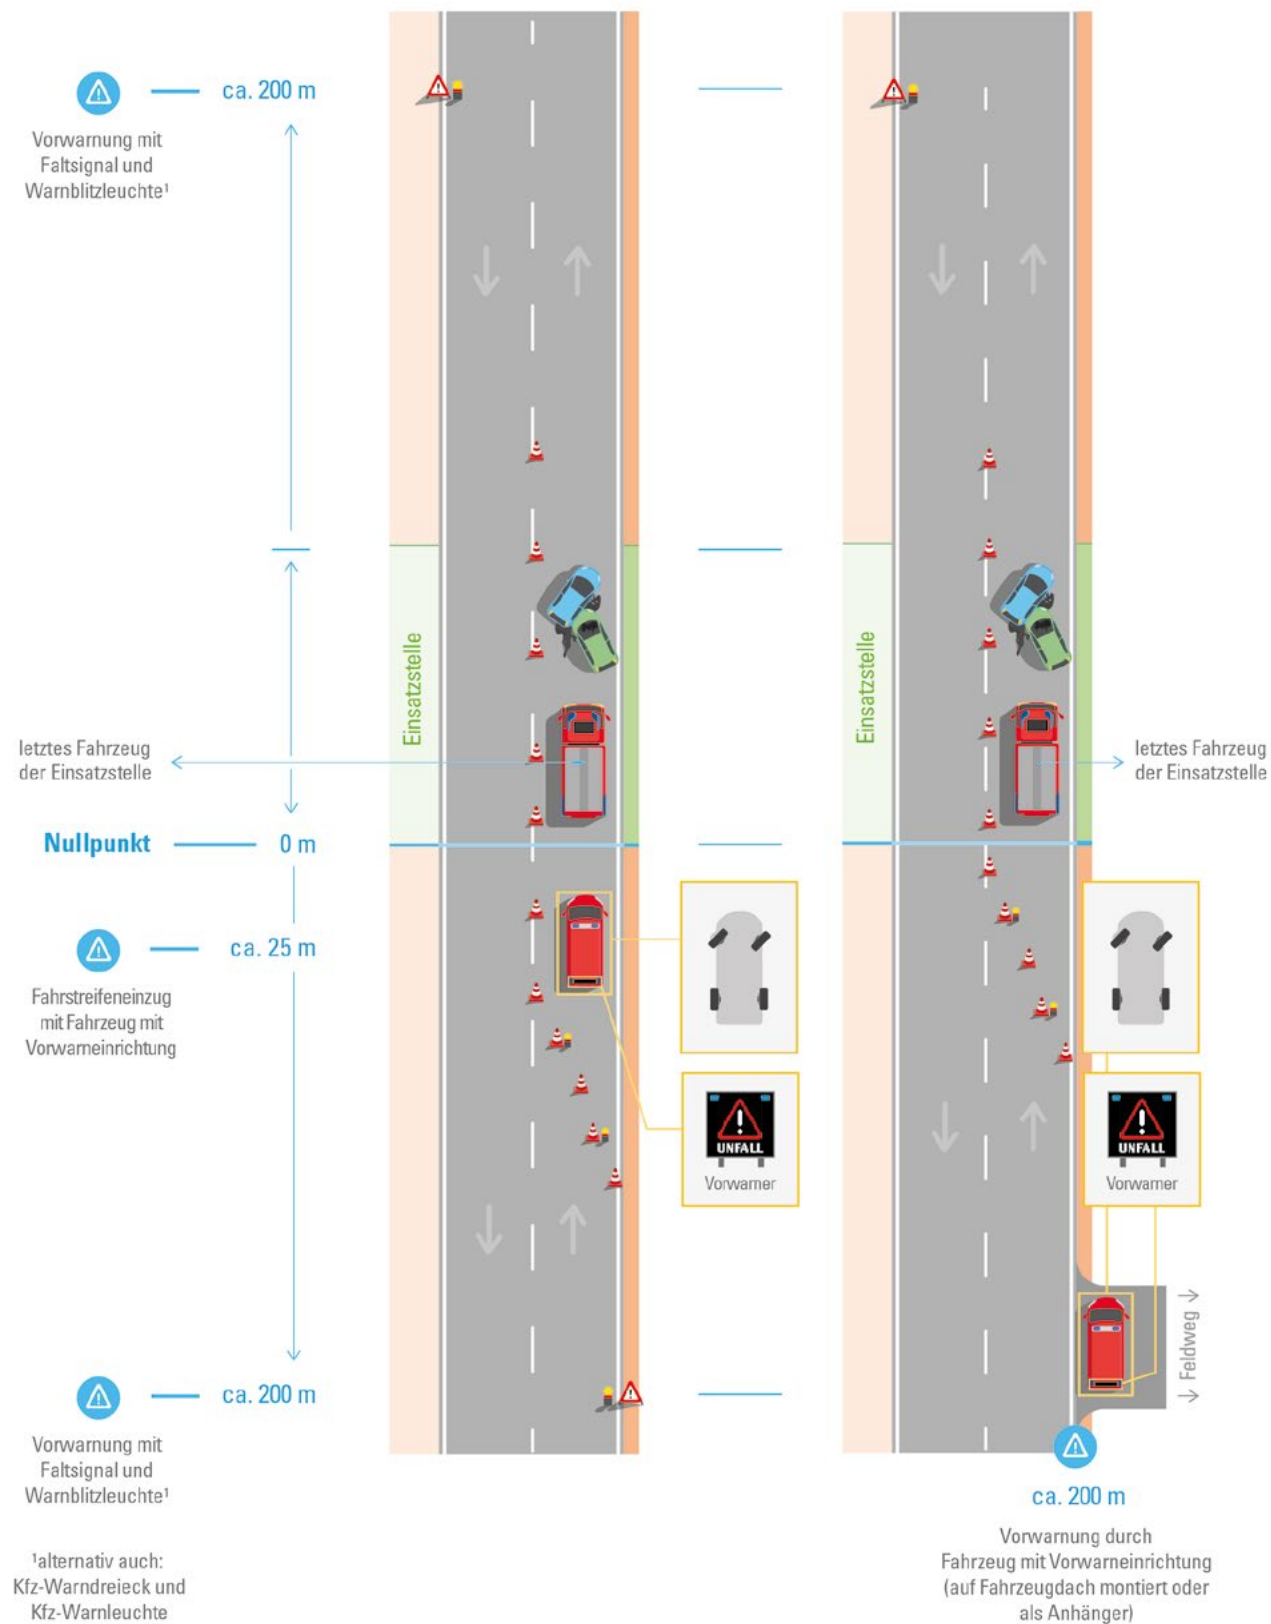 ca. 200 m
Vorwarnung mit
Faltsignal und
Warnblitzleuchte¹
Einsatzstelle
Einsatzstelle
letztes Fahrzeug
der Einsatzstelle
letztes Fahrzeug
der Einsatzstelle
Nullpunkt
0 m
ca. 25 m
Fahrstreifeneinzug
mit Fahrzeug mit
Vorwarneinrichtung
UNFALL
Vorwarner
UNFALL
Vorwarner
Feldweg
ca. 200 m
Vorwarnung mit
Faltsignal und
Warnblitzleuchte¹
ca. 200 m
Vorwarnung durch
Fahrzeug mit Vorwarneinrichtung
(auf Fahrzeugdach montiert oder
als Anhänger)
¹alternativ auch:
Kfz-Warndreieck und
Kfz-Warnleuchte